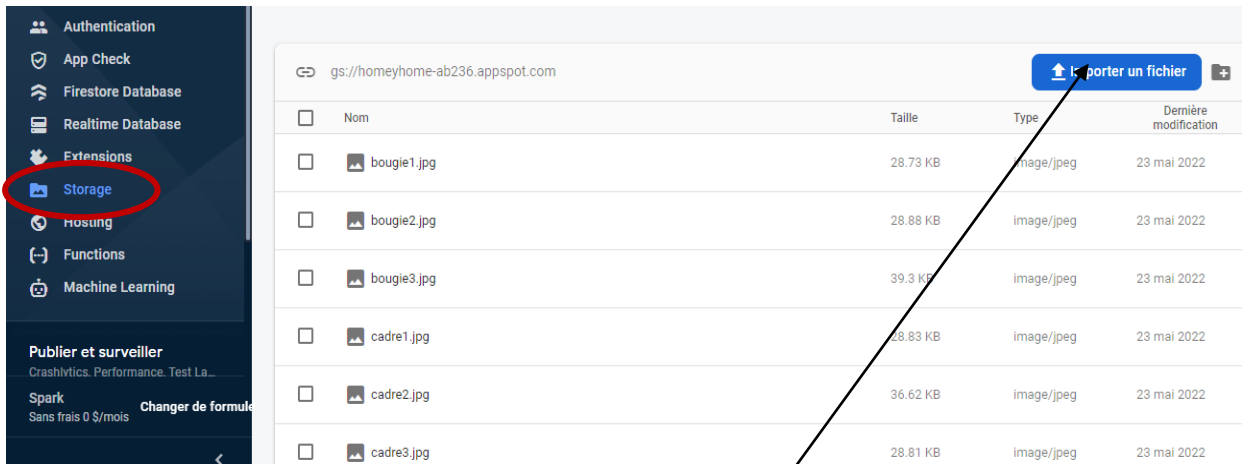 Authentication
App Check
Firestore Database
Realtime Database
Extensions
Storage
Hosting
Functions
Machine Learning
Publier et surveiller
Crashlytics. Performance. Test La...
Spark
Sans frais 0 $/mois
Changer de formule
gs://homeyhome-ab236.appspot.com
Importer un fichier
Nom Taille Type Dernière modification
bougie1.jpg 28.73 KB image/jpeg 23 mai 2022
bougie2.jpg 28.88 KB image/jpeg 23 mai 2022
bougie3.jpg 39.3 KB image/jpeg 23 mai 2022
cadre1.jpg 28.83 KB image/jpeg 23 mai 2022
cadre2.jpg 36.62 KB image/jpeg 23 mai 2022
cadre3.jpg 28.81 KB image/jpeg 23 mai 2022